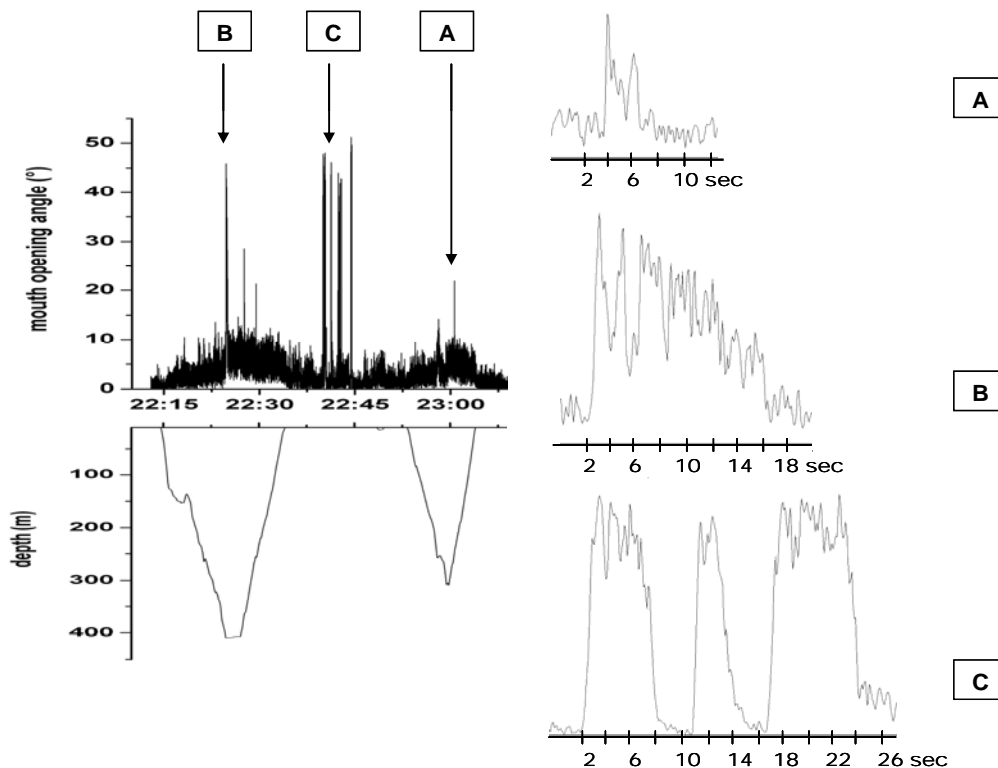 B C A
mouth opening angle (°)
50
40
30
20
10
0
22:15 22:30 22:45 23:00
depth (m)
100
200
300
400
A
2 6 10 sec
B
2 6 10 14 18 sec
C
2 6 10 14 18 22 26 sec